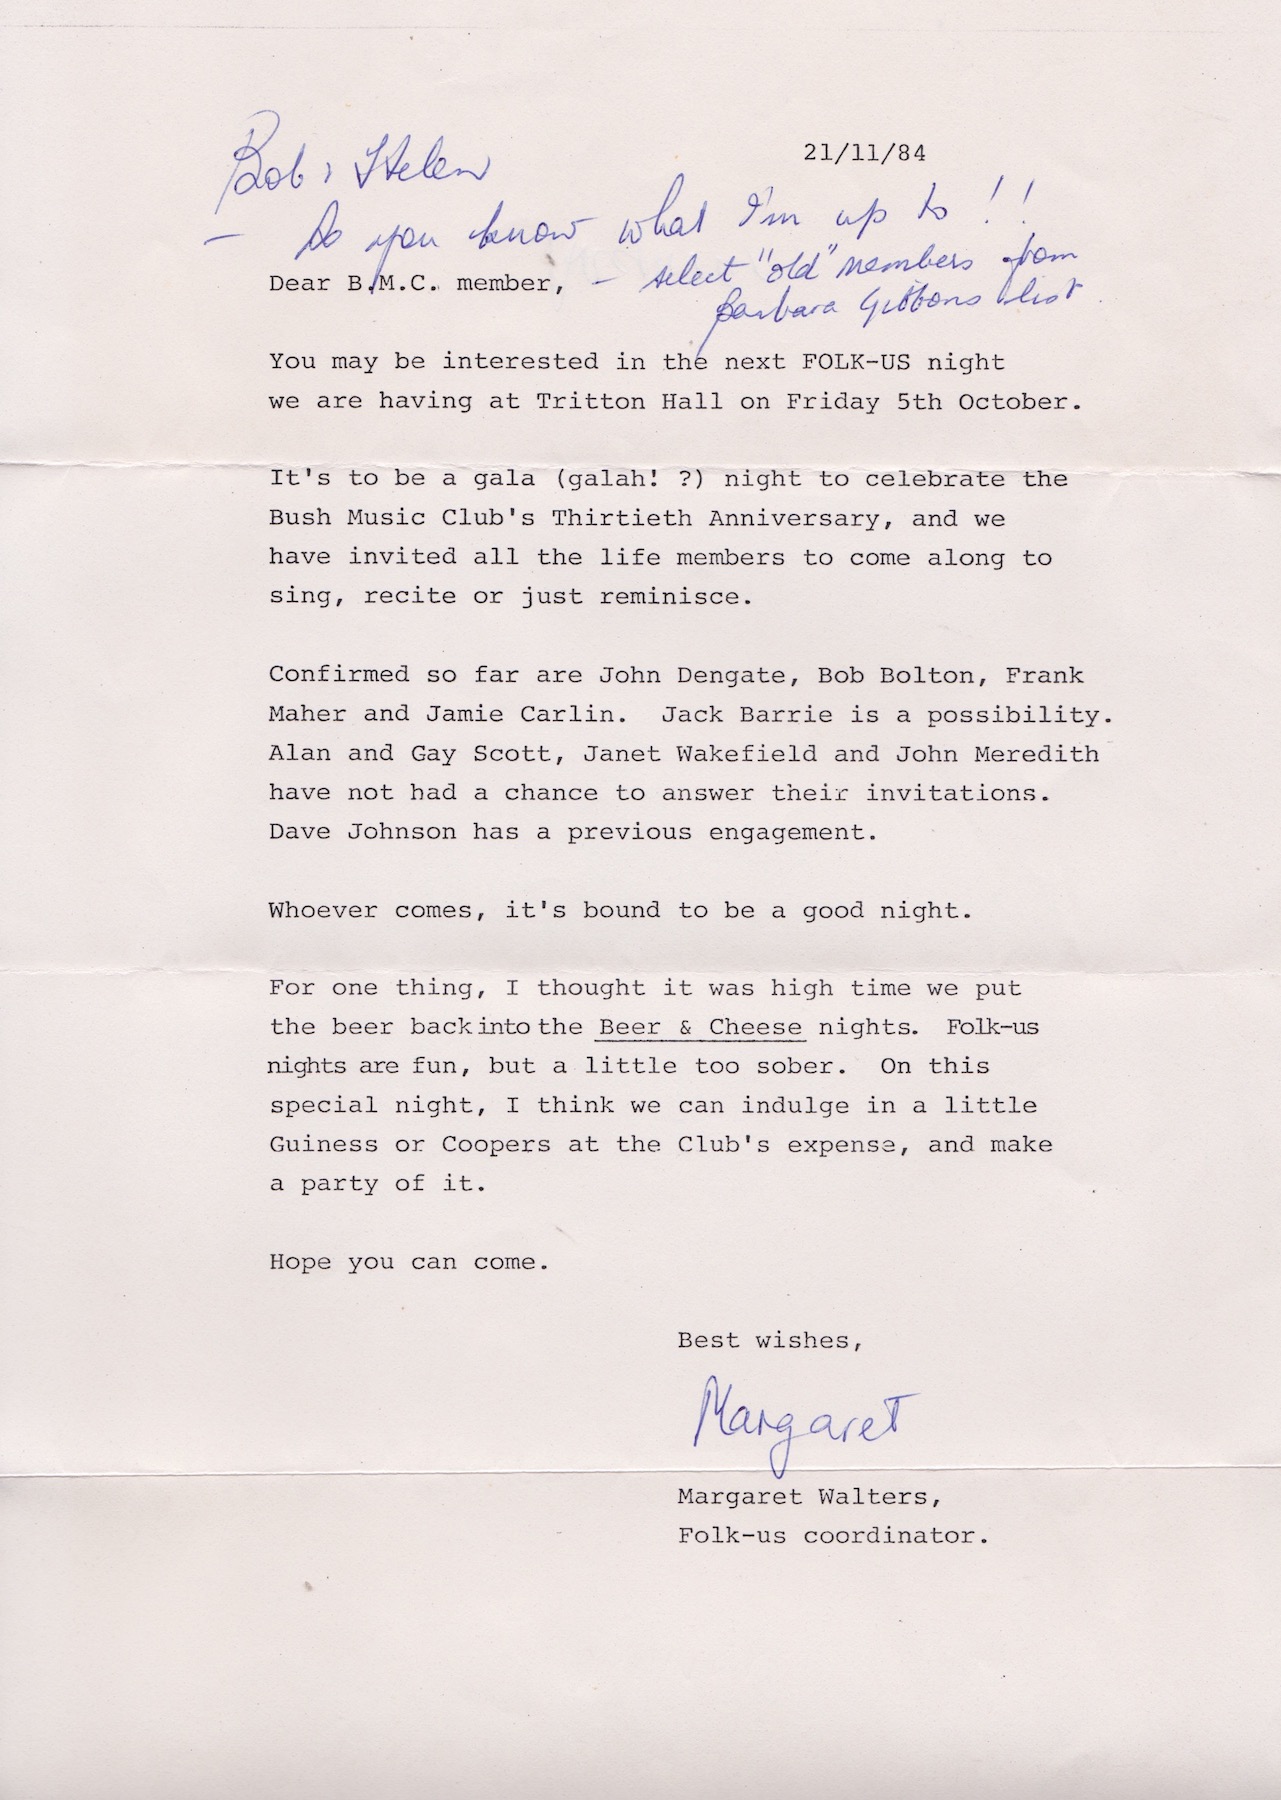 Bob & Helen
21/11/84
- So you know what I'm up to !!
Dear B.M.C. member, - select "old" members from
Barbara Gibbons list.
You may be interested in the next FOLK-US night
we are having at Tritton Hall on Friday 5th October.
It's to be a gala (galah! ?) night to celebrate the
Bush Music Club's Thirtieth Anniversary, and we
have invited all the life members to come along to
sing, recite or just reminisce.
Confirmed so far are John Dengate, Bob Bolton, Frank
Maher and Jamie Carlin.  Jack Barrie is a possibility.
Alan and Gay Scott, Janet Wakefield and John Meredith
have not had a chance to answer their invitations.
Dave Johnson has a previous engagement.
Whoever comes, it's bound to be a good night.
For one thing, I thought it was high time we put
the beer back into the Beer & Cheese nights.  Folk-us
nights are fun, but a little too sober.  On this
special night, I think we can indulge in a little
Guiness or Coopers at the Club's expense, and make
a party of it.
Hope you can come.
Best wishes,
Margaret
Margaret Walters,
Folk-us coordinator.